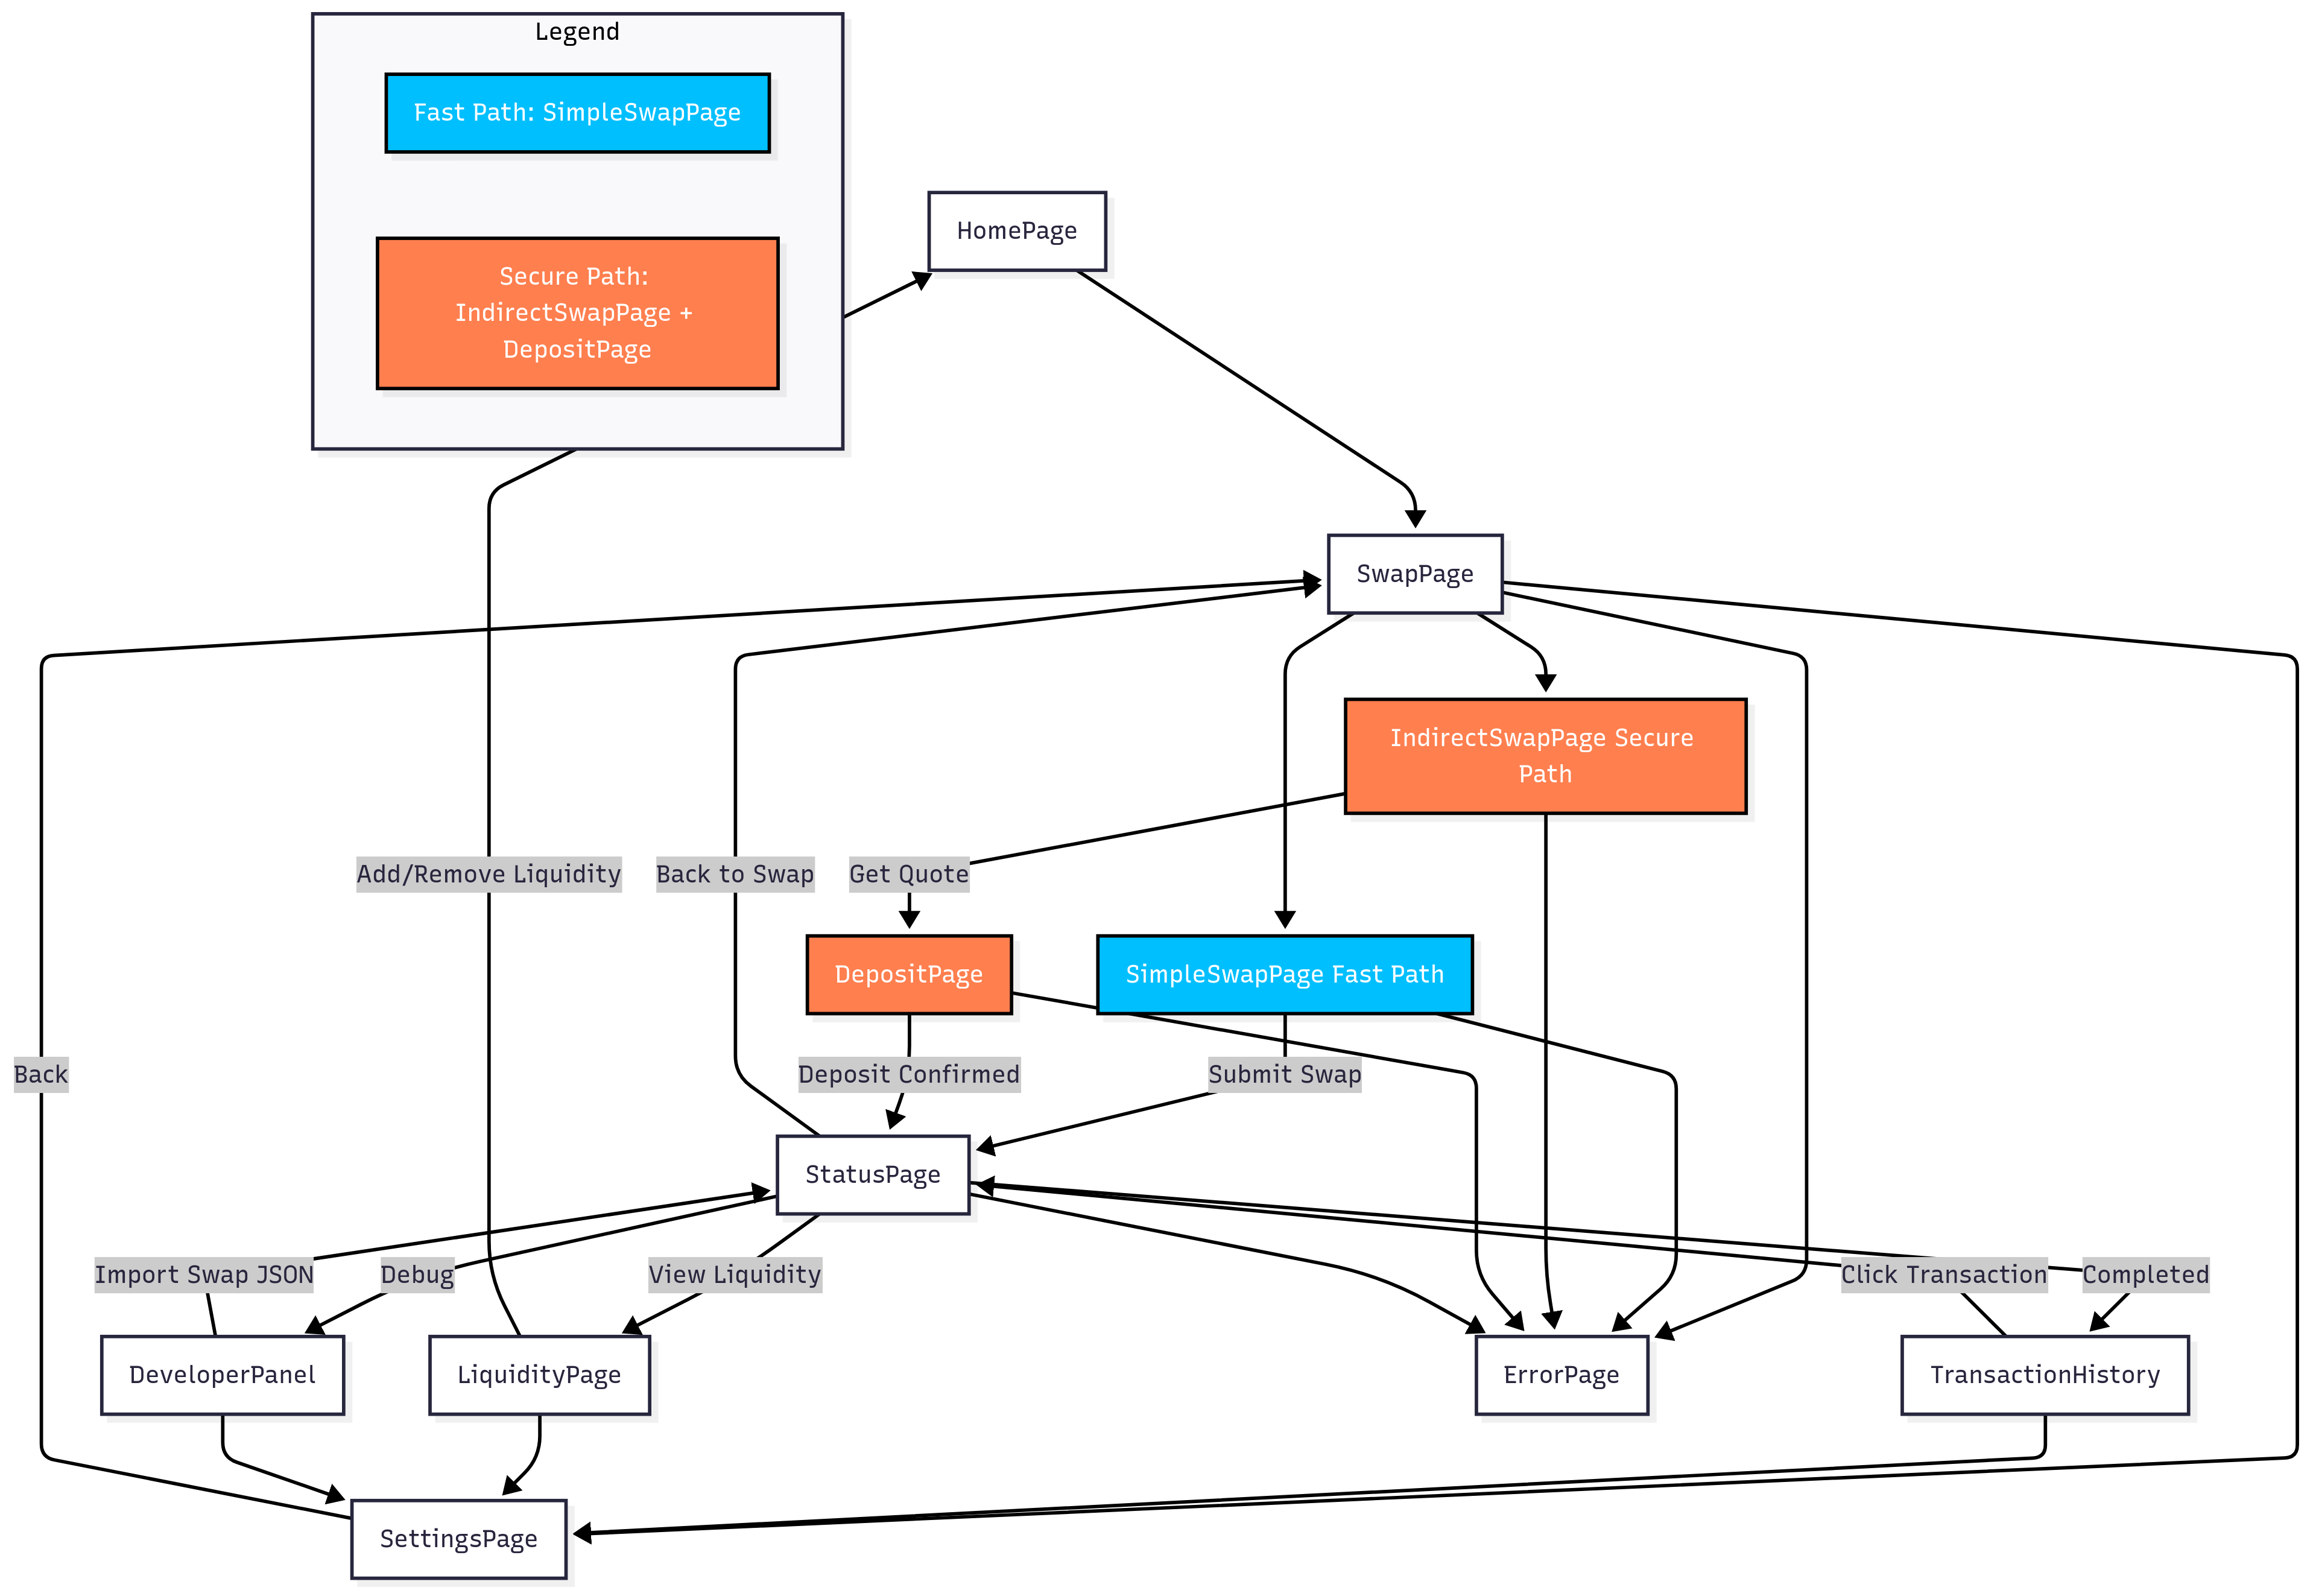 Legend
Fast Path: SimpleSwapPage
Secure Path:
IndirectSwapPage +
DepositPage
HomePage
SwapPage
IndirectSwapPage Secure
Path
Add/Remove Liquidity
Back to Swap
Get Quote
DepositPage
SimpleSwapPage Fast Path
Back
Deposit Confirmed
Submit Swap
StatusPage
Import Swap JSON
Debug
View Liquidity
Click Transaction
Completed
DeveloperPanel
LiquidityPage
ErrorPage
TransactionHistory
SettingsPage